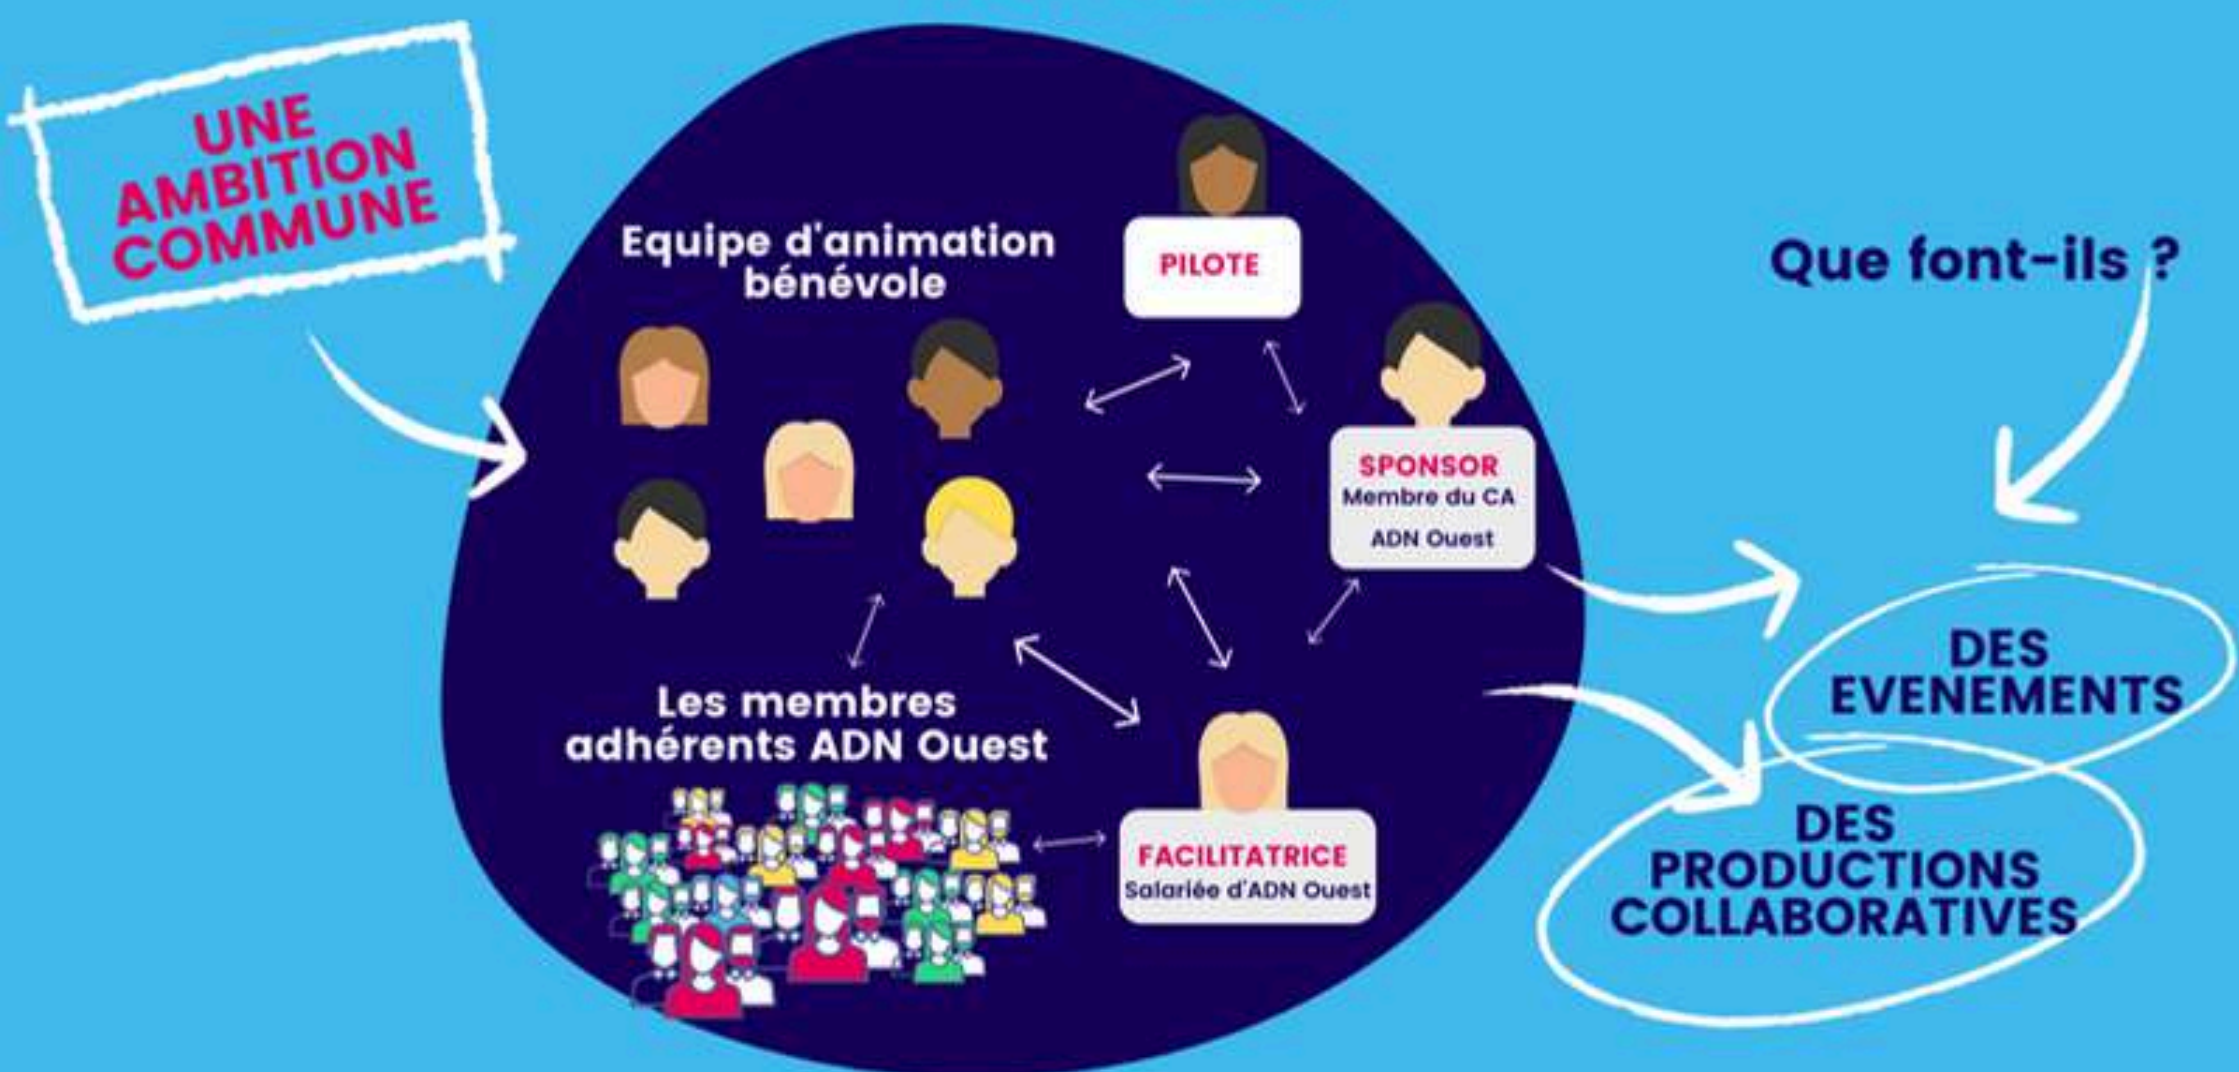 UNE
AMBITION
COMMUNE
Equipe d'animation
bénévole
PILOTE
SPONSOR
Membre du CA
ADN Ouest
Les membres
adhérents ADN Ouest
FACILITATRICE
Salariée d'ADN Ouest
Que font-ils ?
DES
EVENEMENTS
DES
PRODUCTIONS
COLLABORATIVES